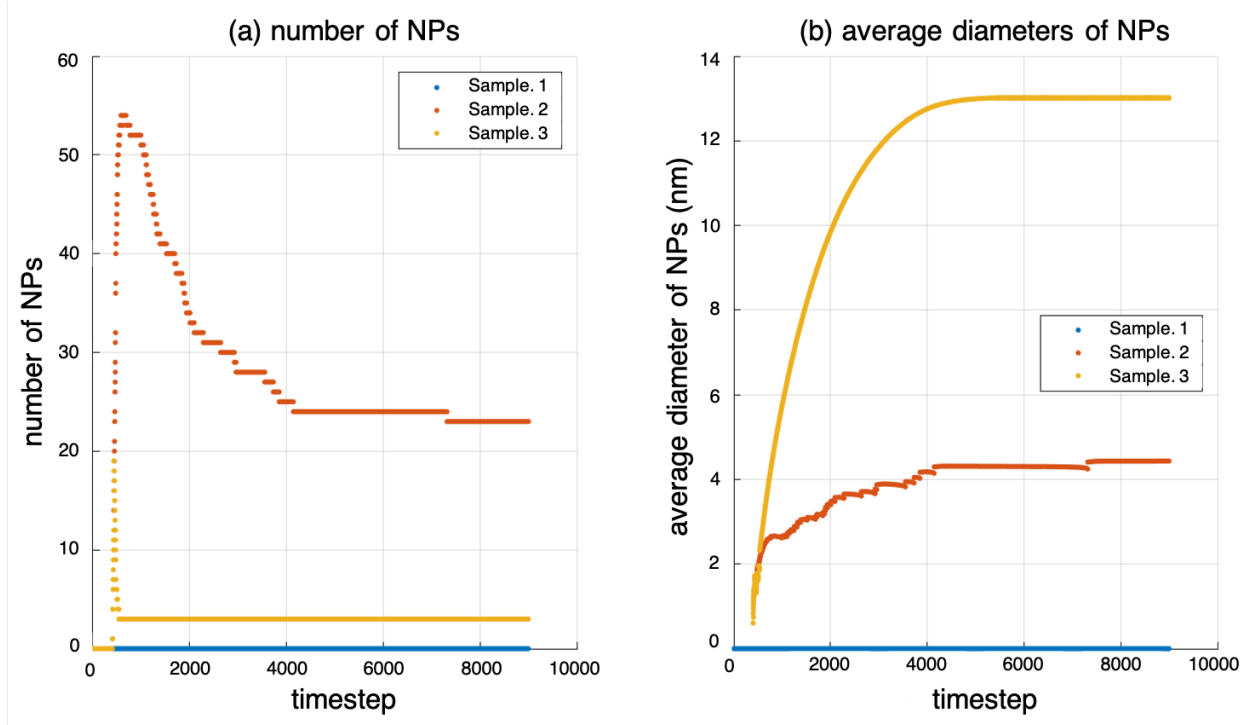 (a) number of NPs
60
50
40
30
20
10
0
0 2000 4000 6000 8000 10000
number of NPs
timestep
Sample. 1
Sample. 2
Sample. 3
(b) average diameters of NPs
14
12
10
8
6
4
2
0
0 2000 4000 6000 8000 10000
average diameter of NPs (nm)
timestep
Sample. 1
Sample. 2
Sample. 3